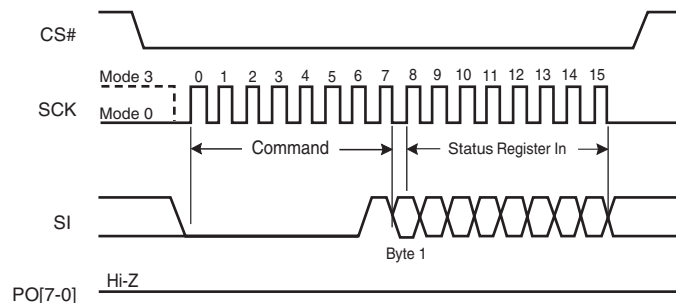 CS#
Mode 3
0 1 2 3 4 5 6 7 8 9 10 11 12 13 14 15
SCK
Mode 0
Command
Status Register In
SI
Byte 1
Hi-Z
PO[7-0]